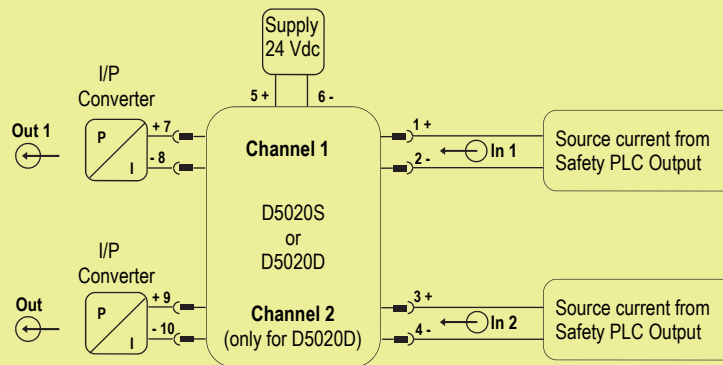 Supply
24 Vdc
5 +
6 -
I/P
Converter
Out 1
P
I
+ 7
- 8
Channel 1
1 +
2 -
In 1
Source current from
Safety PLC Output
D5020S
or
D5020D
I/P
Converter
Out
P
I
+ 9
- 10
Channel 2
(only for D5020D)
3 +
4 -
In 2
Source current from
Safety PLC Output